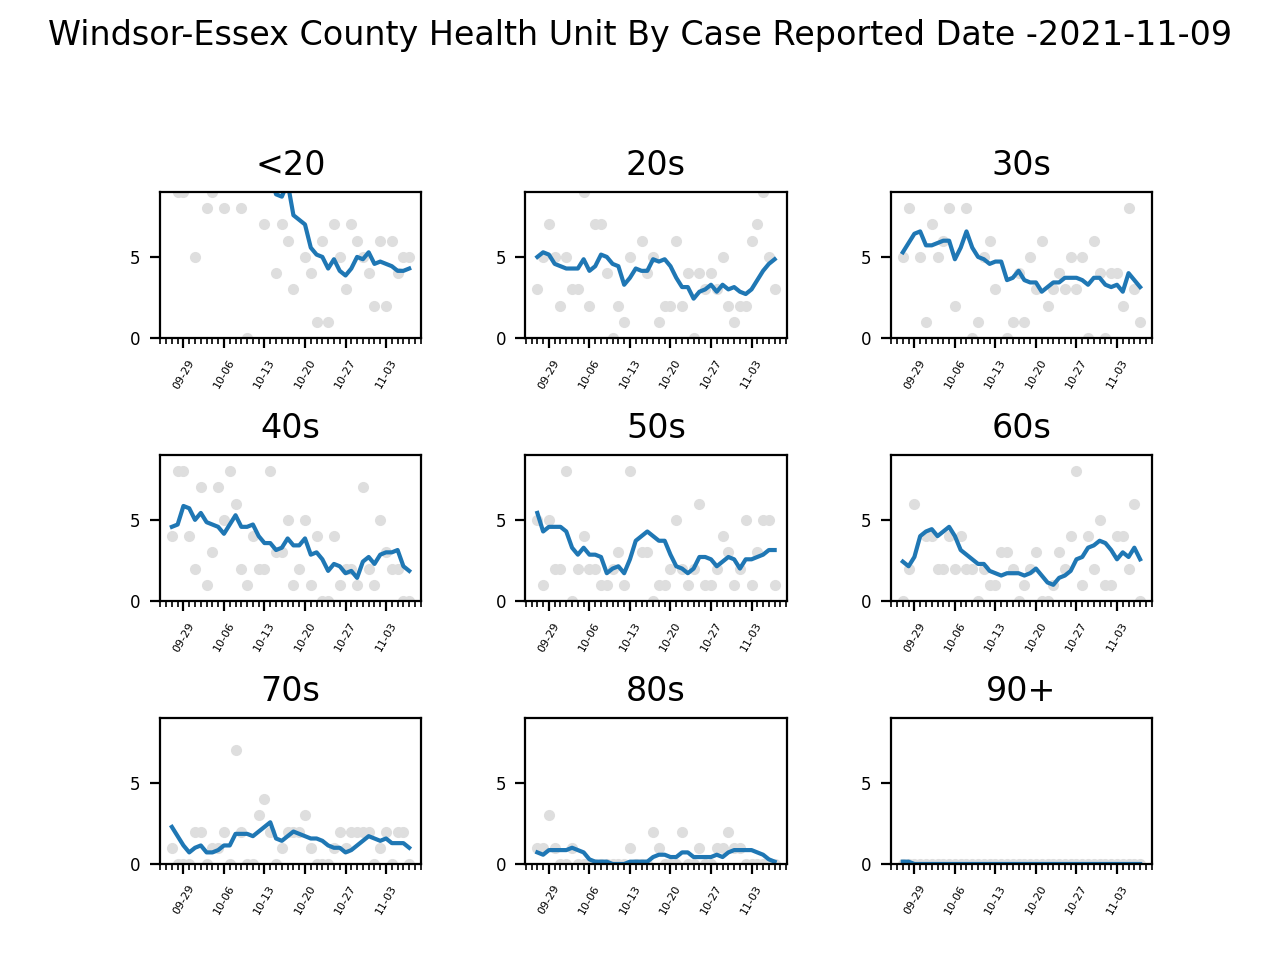 Windsor-Essex County Health Unit By Case Reported Date -2021-11-09
<20 20s 30s
5 5 5
0 0 0
09-29 10-06 10-13 10-20 10-27 11-03 09-29 10-06 10-13 10-20 10-27 11-03 09-29 10-06 10-13 10-20 10-27 11-03
40s 50s 60s
5 5 5
0 0 0
09-29 10-06 10-13 10-20 10-27 11-03 09-29 10-06 10-13 10-20 10-27 11-03 09-29 10-06 10-13 10-20 10-27 11-03
70s 80s 90+
5 5 5
0 0 0
09-29 10-06 10-13 10-20 10-27 11-03 09-29 10-06 10-13 10-20 10-27 11-03 09-29 10-06 10-13 10-20 10-27 11-03